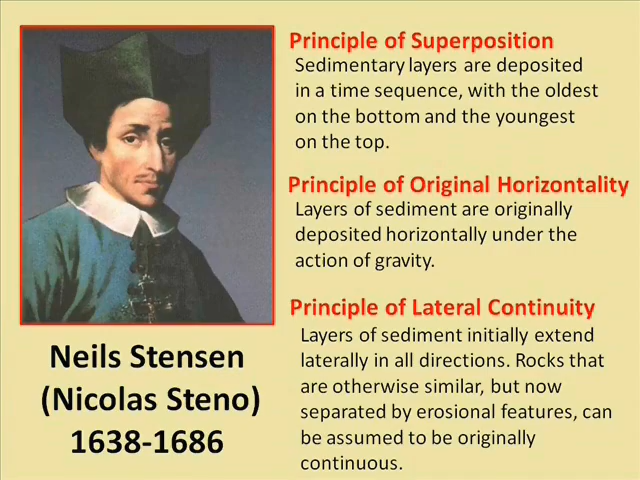 Principle of Superposition
Sedimentary layers are deposited
in a time sequence, with the oldest
on the bottom and the youngest
on the top.
Principle of Original Horizontality
Layers of sediment are originally
deposited horizontally under the
action of gravity.
Principle of Lateral Continuity
Layers of sediment initially extend
laterally in all directions. Rocks that
are otherwise similar, but now
separated by erosional features, can
be assumed to be originally
continuous.
Neils Stensen
(Nicolas Steno)
1638-1686